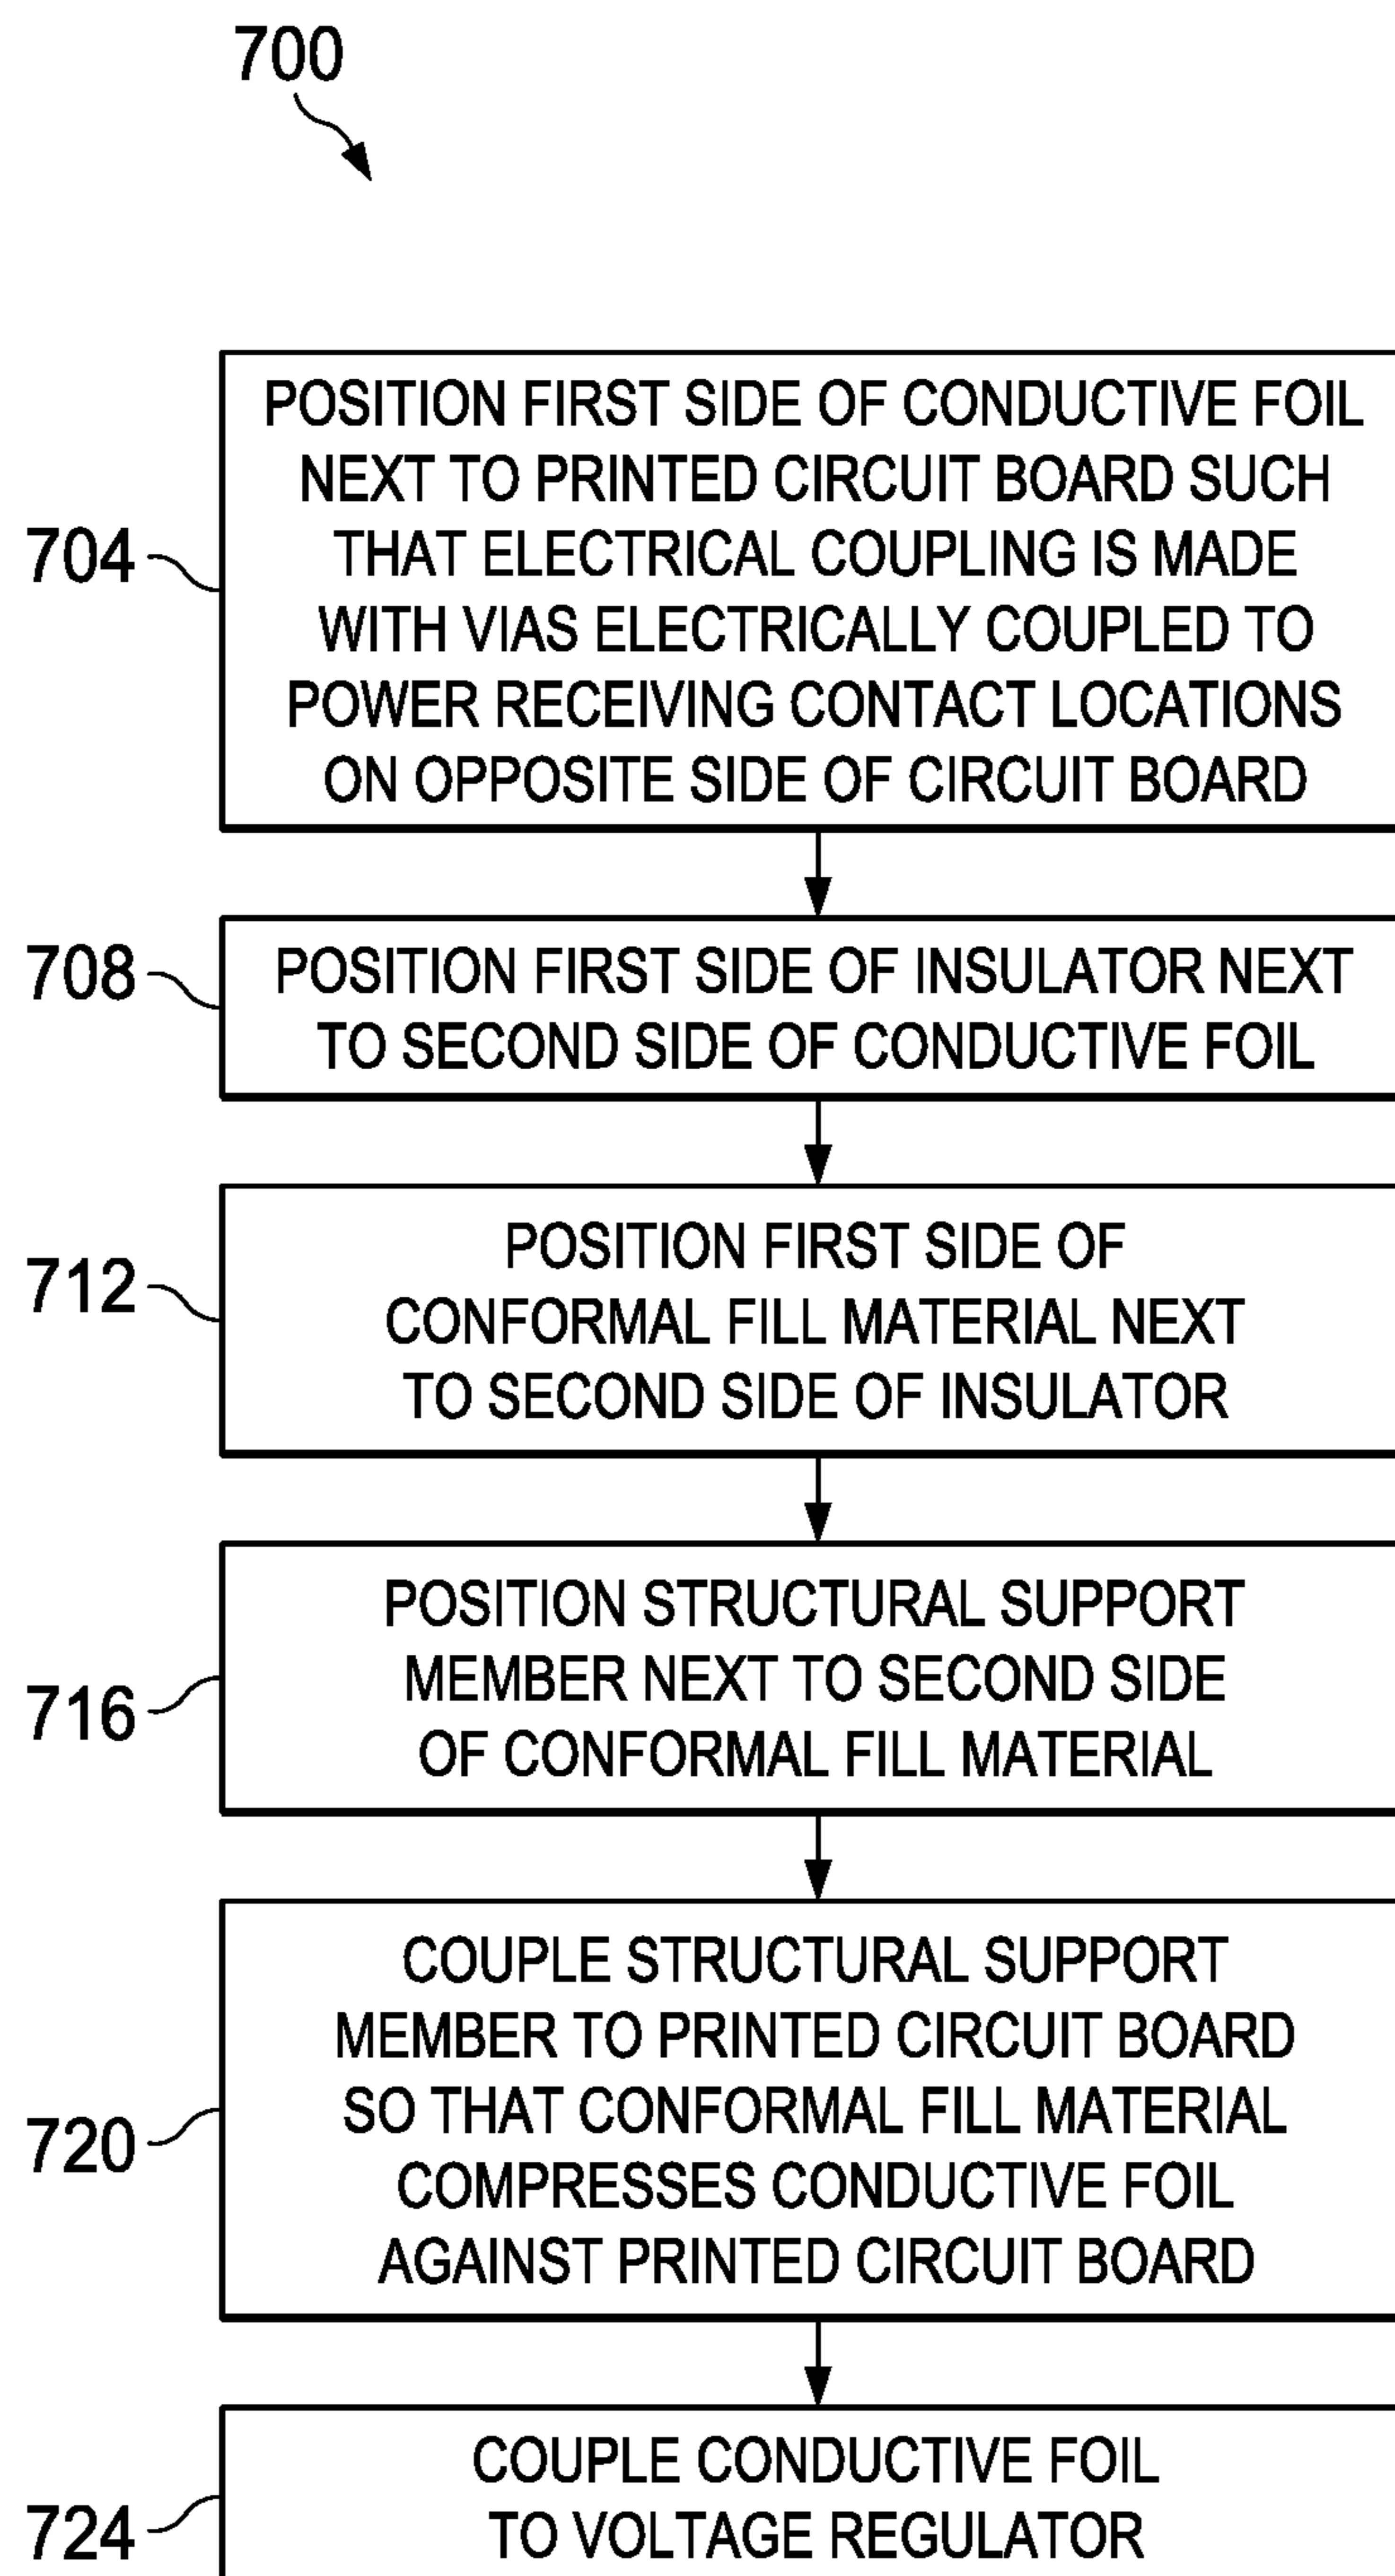 700
704
POSITION FIRST SIDE OF CONDUCTIVE FOIL
NEXT TO PRINTED CIRCUIT BOARD SUCH
THAT ELECTRICAL COUPLING IS MADE
WITH VIAS ELECTRICALLY COUPLED TO
POWER RECEIVING CONTACT LOCATIONS
ON OPPOSITE SIDE OF CIRCUIT BOARD
708
POSITION FIRST SIDE OF INSULATOR NEXT
TO SECOND SIDE OF CONDUCTIVE FOIL
712
POSITION FIRST SIDE OF
CONFORMAL FILL MATERIAL NEXT
TO SECOND SIDE OF INSULATOR
716
POSITION STRUCTURAL SUPPORT
MEMBER NEXT TO SECOND SIDE
OF CONFORMAL FILL MATERIAL
720
COUPLE STRUCTURAL SUPPORT
MEMBER TO PRINTED CIRCUIT BOARD
SO THAT CONFORMAL FILL MATERIAL
COMPRESSES CONDUCTIVE FOIL
AGAINST PRINTED CIRCUIT BOARD
724
COUPLE CONDUCTIVE FOIL
TO VOLTAGE REGULATOR